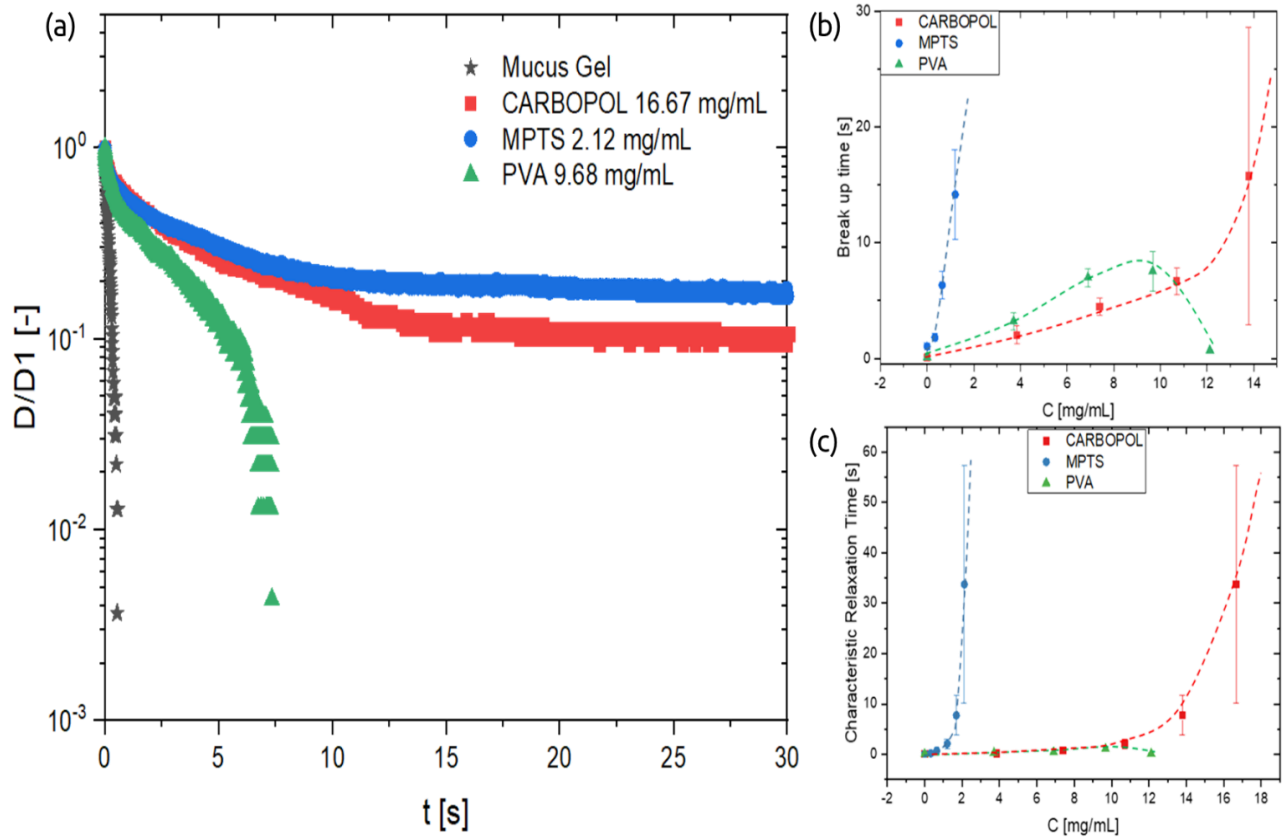 (a)
Mucus Gel
CARBOPOL 16.67 mg/mL
MPTS 2.12 mg/mL
PVA 9.68 mg/mL
10^0
10^-1
10^-2
10^-3
D/D1 [-]
0 5 10 15 20 25 30
t [s]
(b)
CARBOPOL
MPTS
PVA
30
20
10
0
Break up time [s]
-2 0 2 4 6 8 10 12 14
C [mg/mL]
(c)
CARBOPOL
MPTS
PVA
60
50
40
30
20
10
0
Characteristic Relaxation Time [s]
-2 0 2 4 6 8 10 12 14 16 18
C [mg/mL]